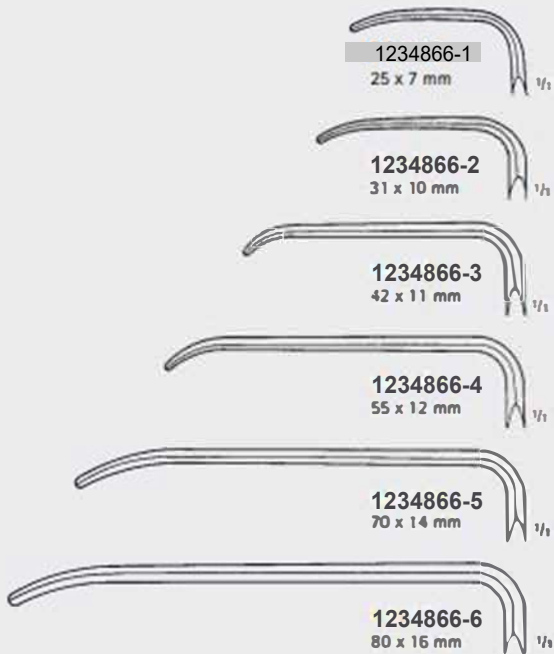 1234866-1
25 x 7 mm
1/1
1234866-2
31 x 10 mm
1/1
1234866-3
42 x 11 mm
1/1
1234866-4
55 x 12 mm
1/1
1234866-5
70 x 14 mm
1/1
1234866-6
80 x 16 mm
1/1